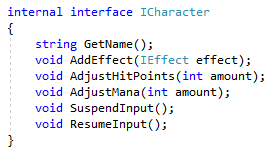 internal interface ICharacter
{
    string GetName();
    void AddEffect(IEffect effect);
    void AdjustHitPoints(int amount);
    void AdjustMana(int amount);
    void SuspendInput();
    void ResumeInput();
}